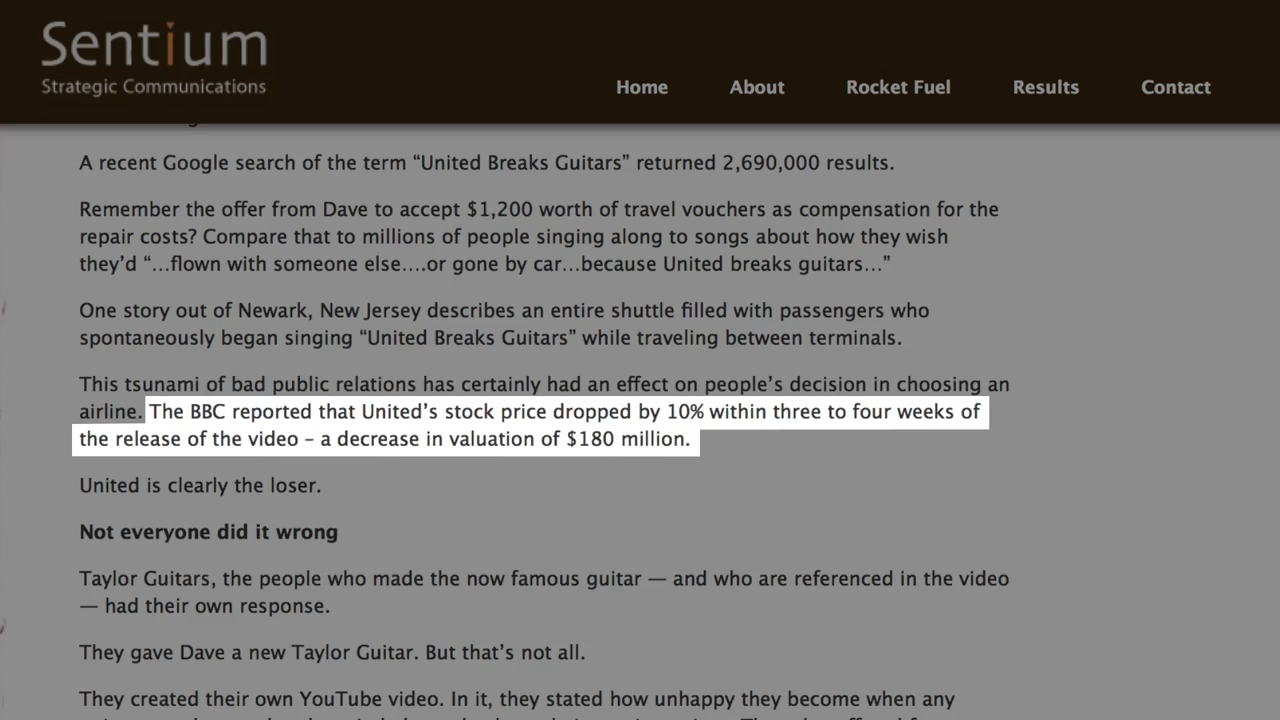 Sentium
Strategic Communications
Home About Rocket Fuel Results Contact
A recent Google search of the term “United Breaks Guitars” returned 2,690,000 results.
Remember the offer from Dave to accept $1,200 worth of travel vouchers as compensation for the
repair costs? Compare that to millions of people singing along to songs about how they wish
they’d “…flown with someone else….or gone by car…because United breaks guitars…”
One story out of Newark, New Jersey describes an entire shuttle filled with passengers who
spontaneously began singing “United Breaks Guitars” while traveling between terminals.
This tsunami of bad public relations has certainly had an effect on people’s decision in choosing an
airline. The BBC reported that United’s stock price dropped by 10% within three to four weeks of
the release of the video – a decrease in valuation of $180 million.
United is clearly the loser.
Not everyone did it wrong
Taylor Guitars, the people who made the now famous guitar — and who are referenced in the video
— had their own response.
They gave Dave a new Taylor Guitar. But that’s not all.
They created their own YouTube video. In it, they stated how unhappy they become when any